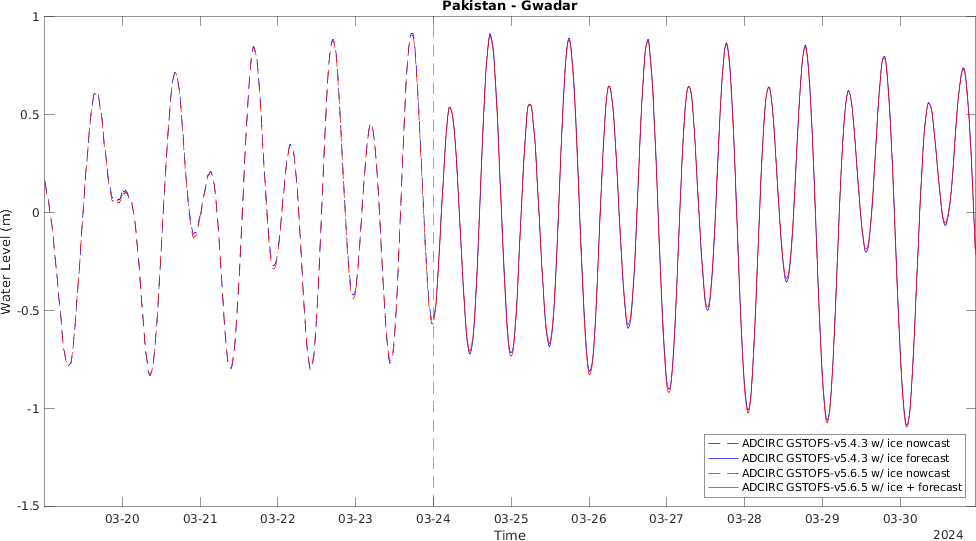 Pakistan - Gwadar
1
0.5
0
-0.5
-1
-1.5
Water Level (m)
ADCIRC GSTOFS-v5.4.3 w/ ice nowcast
ADCIRC GSTOFS-v5.4.3 w/ ice forecast
ADCIRC GSTOFS-v5.6.5 w/ ice nowcast
ADCIRC GSTOFS-v5.6.5 w/ ice + forecast
03-20 03-21 03-22 03-23 03-24 03-25 03-26 03-27 03-28 03-29 03-30
Time
2024